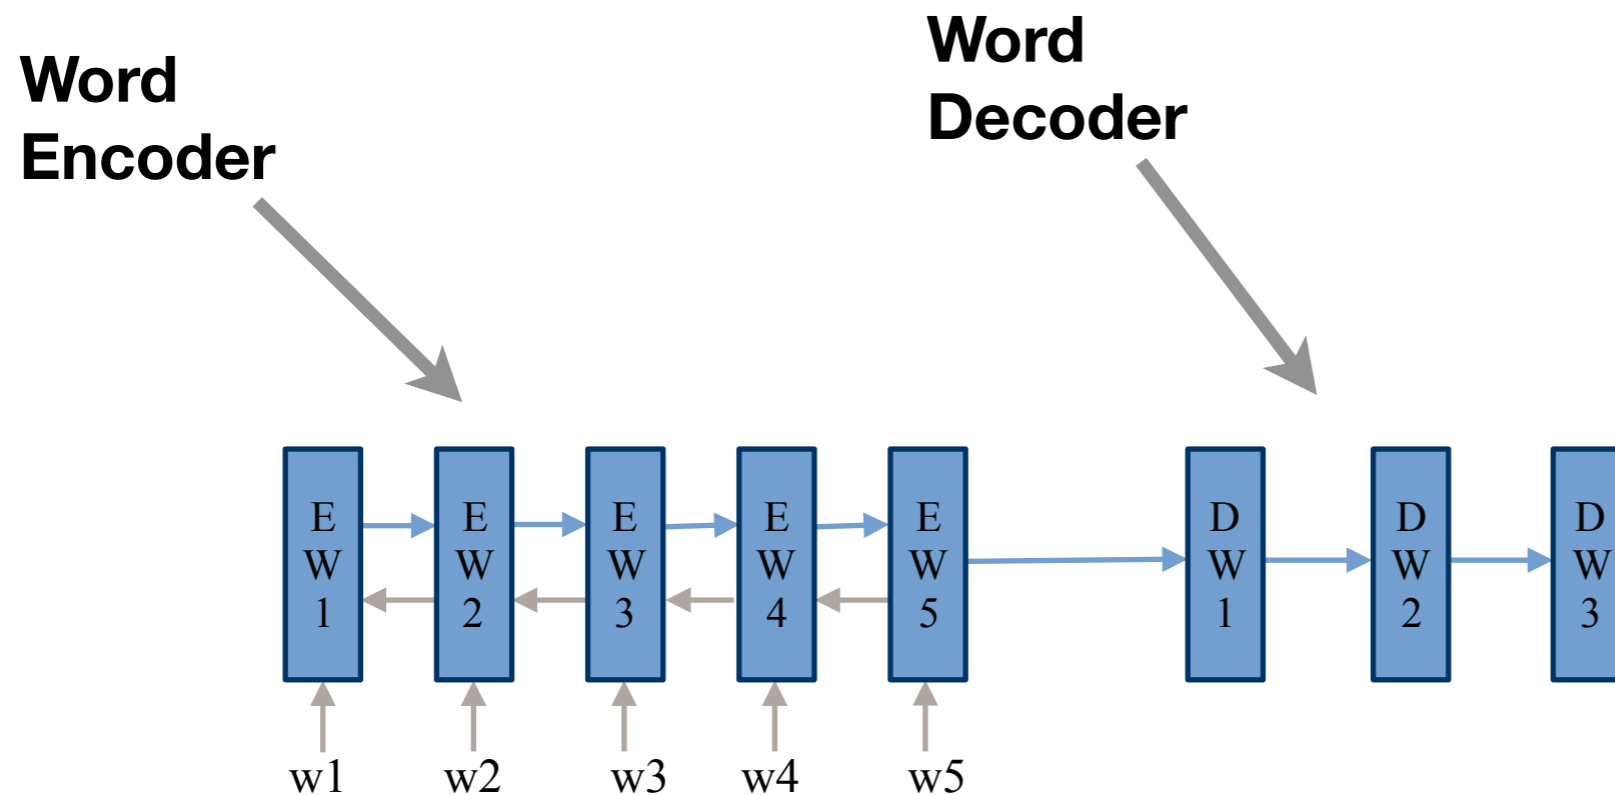 Word
Encoder
Word
Decoder
E W 1
E W 2
E W 3
E W 4
E W 5
D W 1
D W 2
D W 3
w1 w2 w3 w4 w5